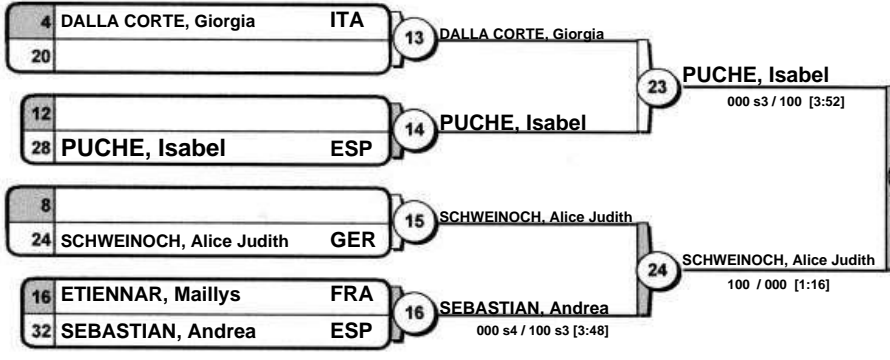 4 DALLA CORTE, Giorgia ITA
20
13 DALLA CORTE, Giorgia
12
28 PUCHE, Isabel ESP
14 PUCHE, Isabel
23 PUCHE, Isabel
000 s3 / 100 [3:52]
8
24 SCHWEINOCH, Alice Judith GER
15 SCHWEINOCH, Alice Judith
16 ETIENNAR, Maillys FRA
32 SEBASTIAN, Andrea ESP
16 SEBASTIAN, Andrea
000 s4 / 100 s3 [3:48]
24 SCHWEINOCH, Alice Judith
100 / 000 [1:16]